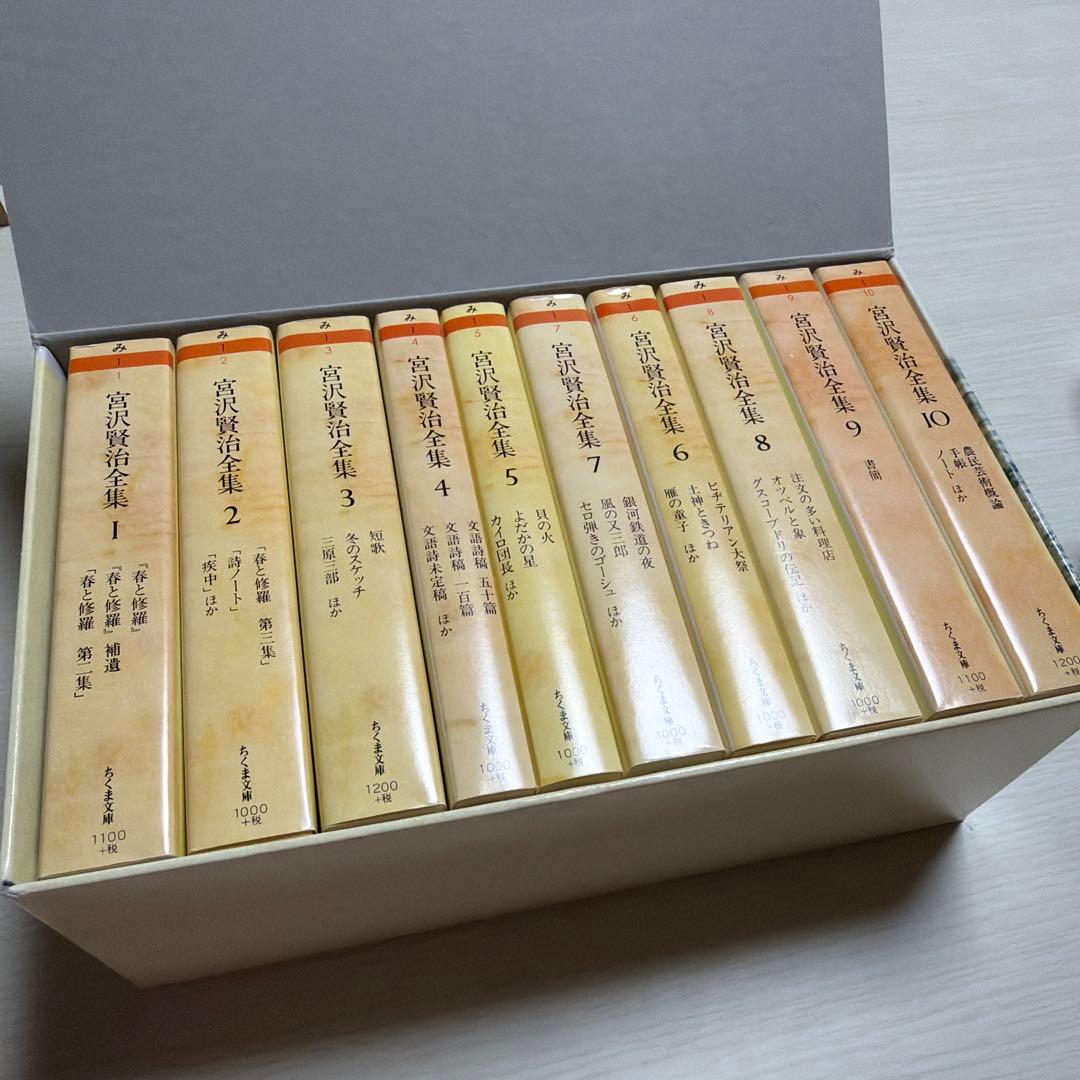 み-1
宮沢賢治全集 1
『春と修羅』
『春と修羅』補遺
「春と修羅 第二集」
ちくま文庫
1100
+税
み-2
宮沢賢治全集 2
「春と修羅 第三集」
「詩ノート」
「疾中」ほか
ちくま文庫
1000
+税
み-3
宮沢賢治全集 3
短歌
冬のスケッチ
三原三部 ほか
ちくま文庫
1200
+税
み-4
宮沢賢治全集 4
文語詩稿 五十篇
文語詩稿 一百篇
文語詩未定稿 ほか
ちくま文庫
1000
+税
み-5
宮沢賢治全集 5
貝の火
よだかの星
カイロ団長 ほか
ちくま文庫
1000
+税
み-7
宮沢賢治全集 7
銀河鉄道の夜
風の又三郎
セロ弾きのゴーシュ ほか
ちくま文庫
1000
+税
み-6
宮沢賢治全集 6
ビヂテリアン大祭
土神ときつね
雁の童子 ほか
ちくま文庫
1000
+税
み-8
宮沢賢治全集 8
注文の多い料理店
オツベルと象
グスコーブドリの伝記 ほか
ちくま文庫
1000
+税
み-9
宮沢賢治全集 9
書簡
ちくま文庫
1100
+税
み-10
宮沢賢治全集 10
農民芸術概論
手帳
ノート ほか
ちくま文庫
1200
+税